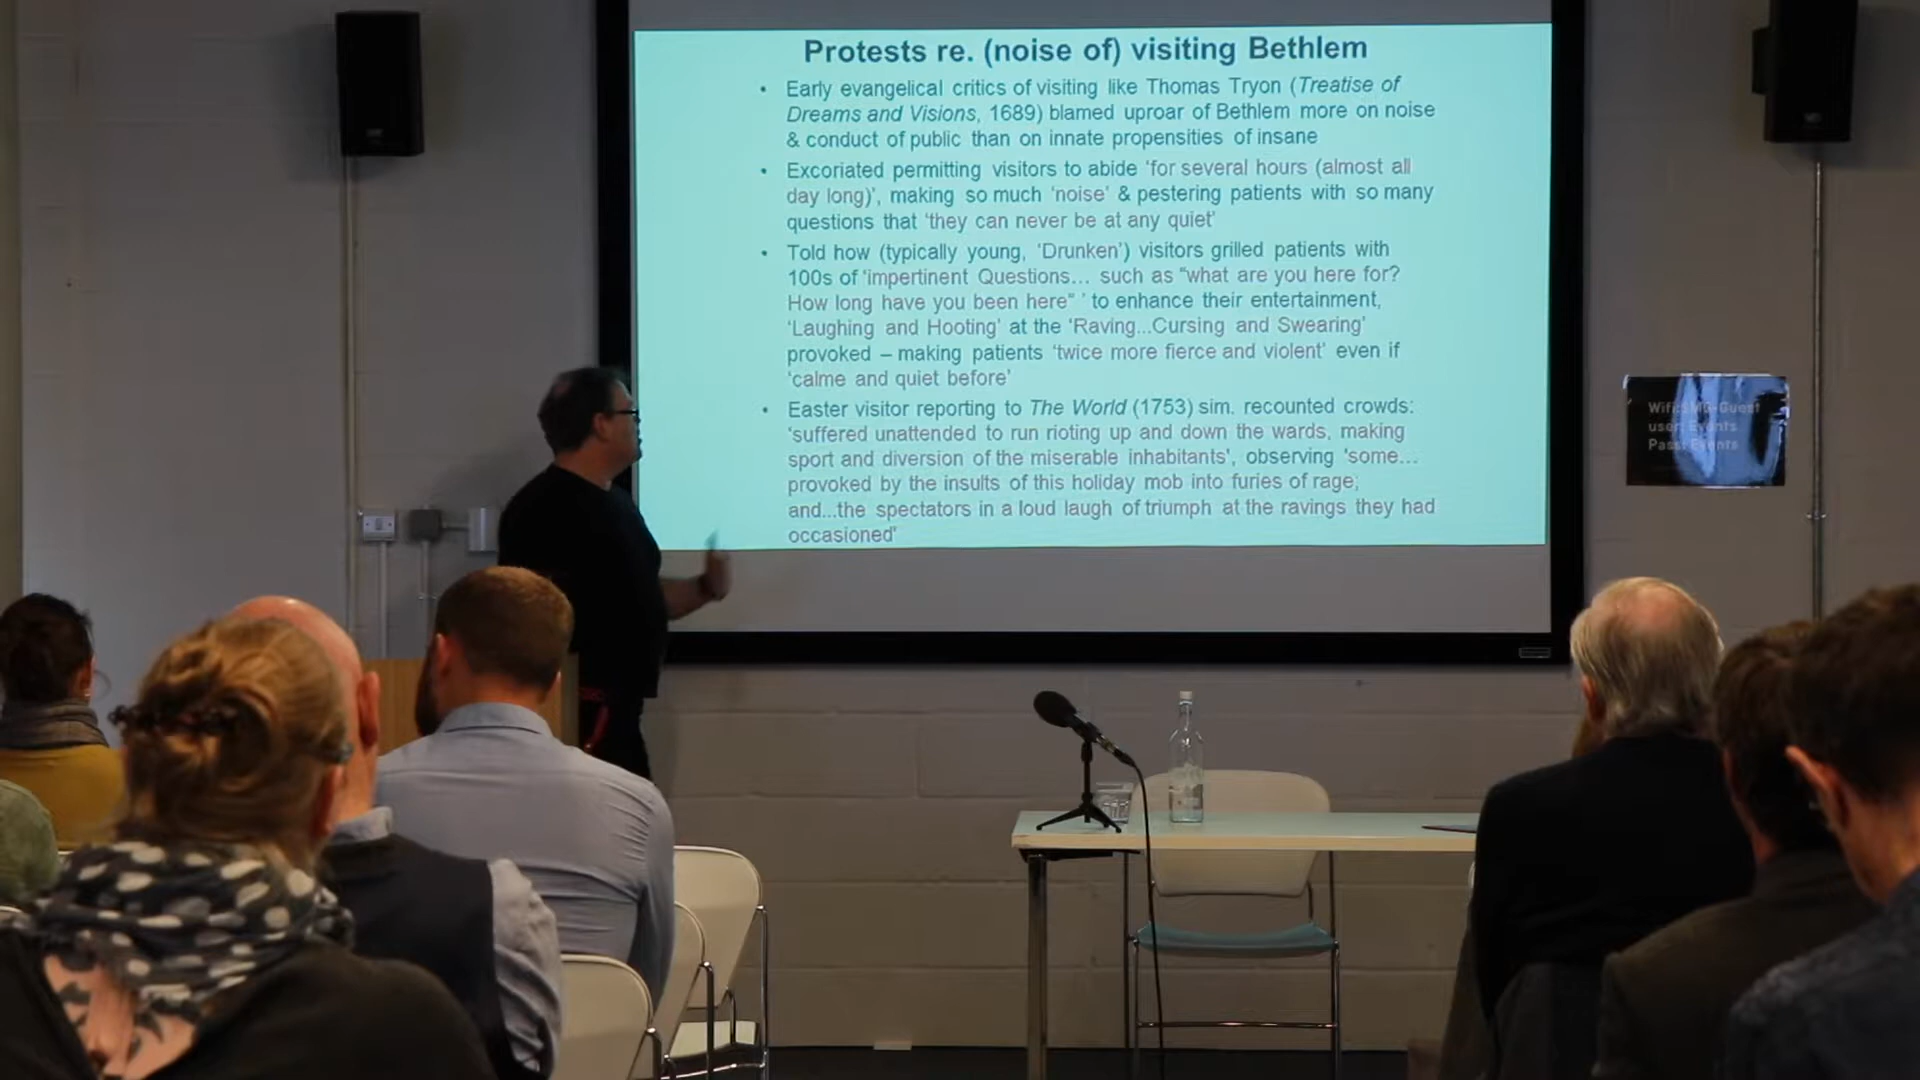 Protests re. (noise of) visiting Bethlem
• Early evangelical critics of visiting like Thomas Tryon (Treatise of
Dreams and Visions, 1689) blamed uproar of Bethlem more on noise
& conduct of public than on innate propensities of insane
• Excoriated permitting visitors to abide ‘for several hours (almost all
day long)’, making so much ‘noise’ & pestering patients with so many
questions that ‘they can never be at any quiet’
• Told how (typically young, ‘Drunken’) visitors grilled patients with
100s of ‘impertinent Questions… such as “what are you here for?
How long have you been here“ ’ to enhance their entertainment,
‘Laughing and Hooting’ at the ‘Raving...Cursing and Swearing’
provoked – making patients ‘twice more fierce and violent’ even if
‘calme and quiet before’
• Easter visitor reporting to The World (1753) sim. recounted crowds:
‘suffered unattended to run rioting up and down the wards, making
sport and diversion of the miserable inhabitants’, observing ‘some…
provoked by the insults of this holiday mob into furies of rage;
and...the spectators in a loud laugh of triumph at the ravings they had
occasioned’
Wifi: SMG-Guest
user: Events
Pass: Events